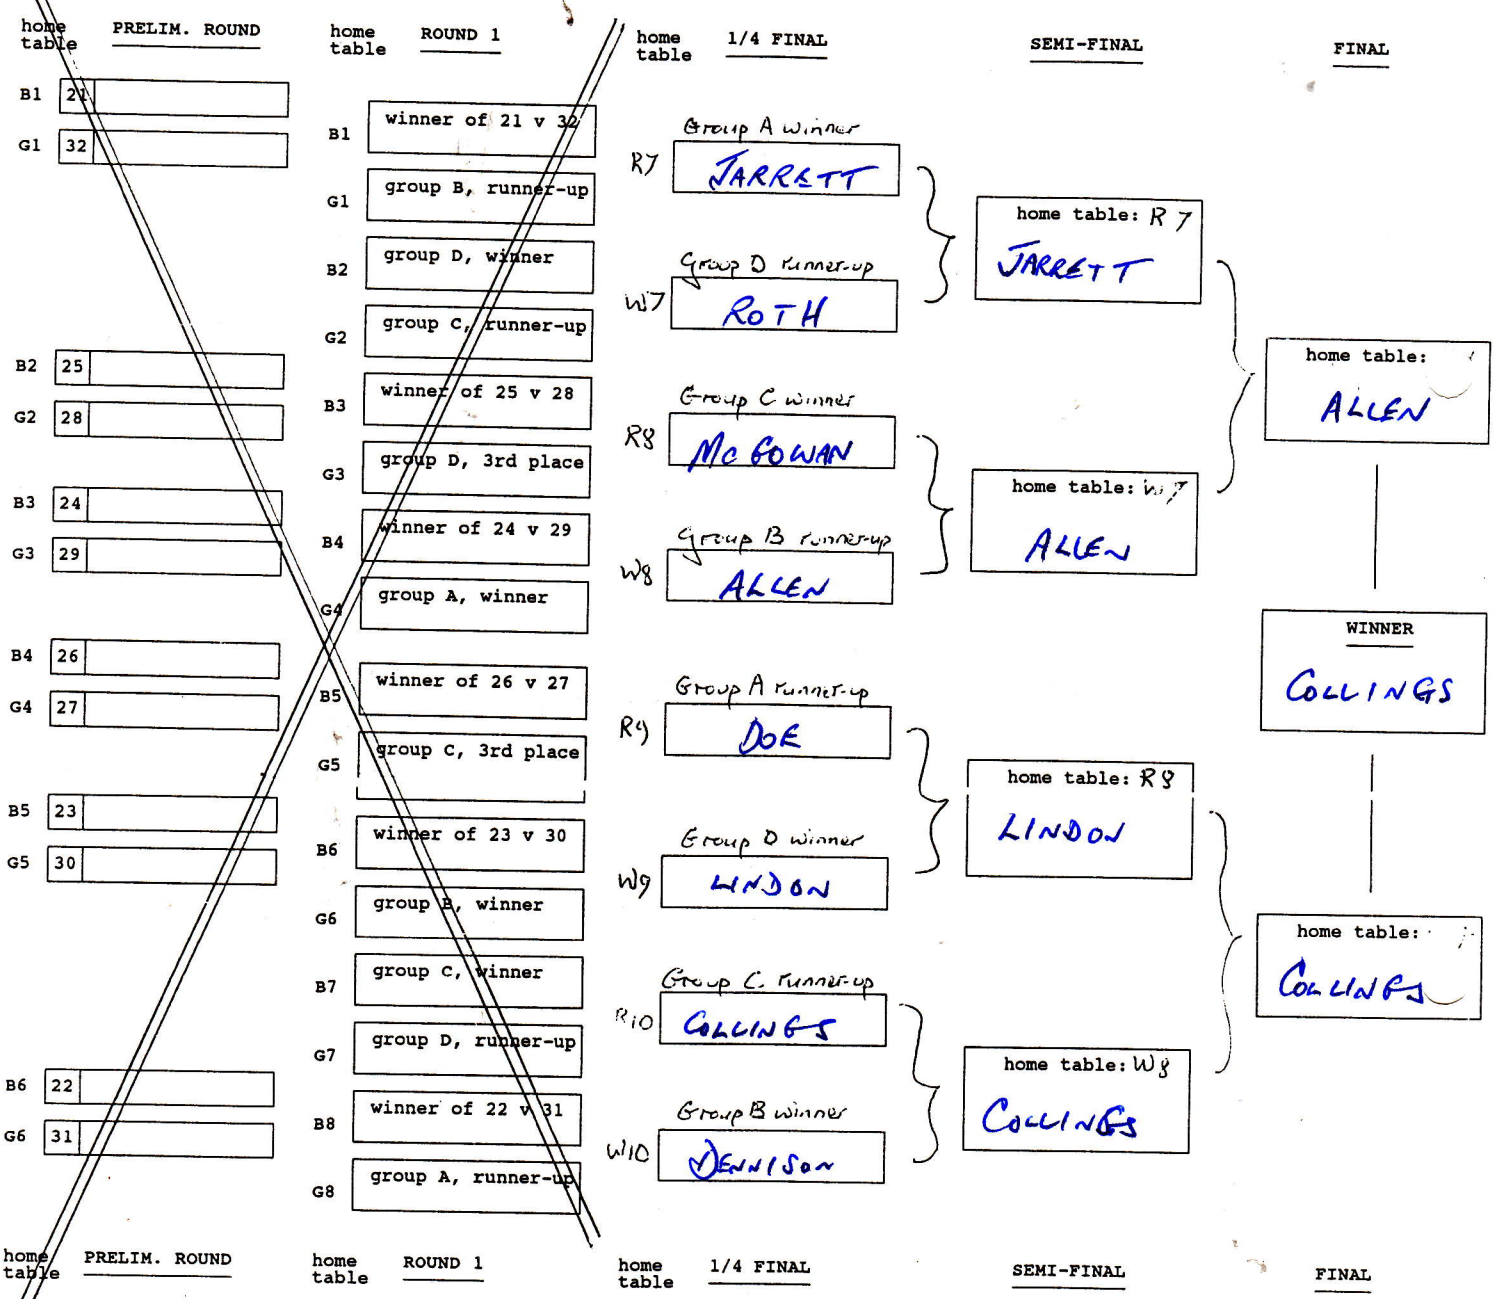 home table
PRELIM. ROUND
B1 21
G1 32
B2 25
G2 28
B3 24
G3 29
B4 26
G4 27
B5 23
G5 30
B6 22
G6 31
home table
PRELIM. ROUND
home table
ROUND 1
B1 winner of 21 v 32
G1 group B, runner-up
B2 group D, winner
G2 group C, runner-up
B3 winner of 25 v 28
G3 group D, 3rd place
B4 winner of 24 v 29
G4 group A, winner
B5 winner of 26 v 27
G5 group C, 3rd place
B6 winner of 23 v 30
G6 group B, winner
B7 group C, winner
G7 group D, runner-up
B8 winner of 22 v 31
G8 group A, runner-up
home table
ROUND 1
home table
1/4 FINAL
Group A winner
R7 JARRETT
Group D runner-up
W7 ROTH
Group C winner
R8 McGOWAN
Group B runner-up
W8 ALLEN
Group A runner-up
R9 DOE
Group D winner
W9 LINDON
Group C runner-up
R10 COLLINGS
Group B winner
W10 DENNISON
home table
1/4 FINAL
SEMI-FINAL
home table: R7
JARRETT
home table: W7
ALLEN
home table: R8
LINDON
home table: W8
COLLINGS
SEMI-FINAL
FINAL
home table:
ALLEN
WINNER
COLLINGS
home table:
COLLINGS
FINAL